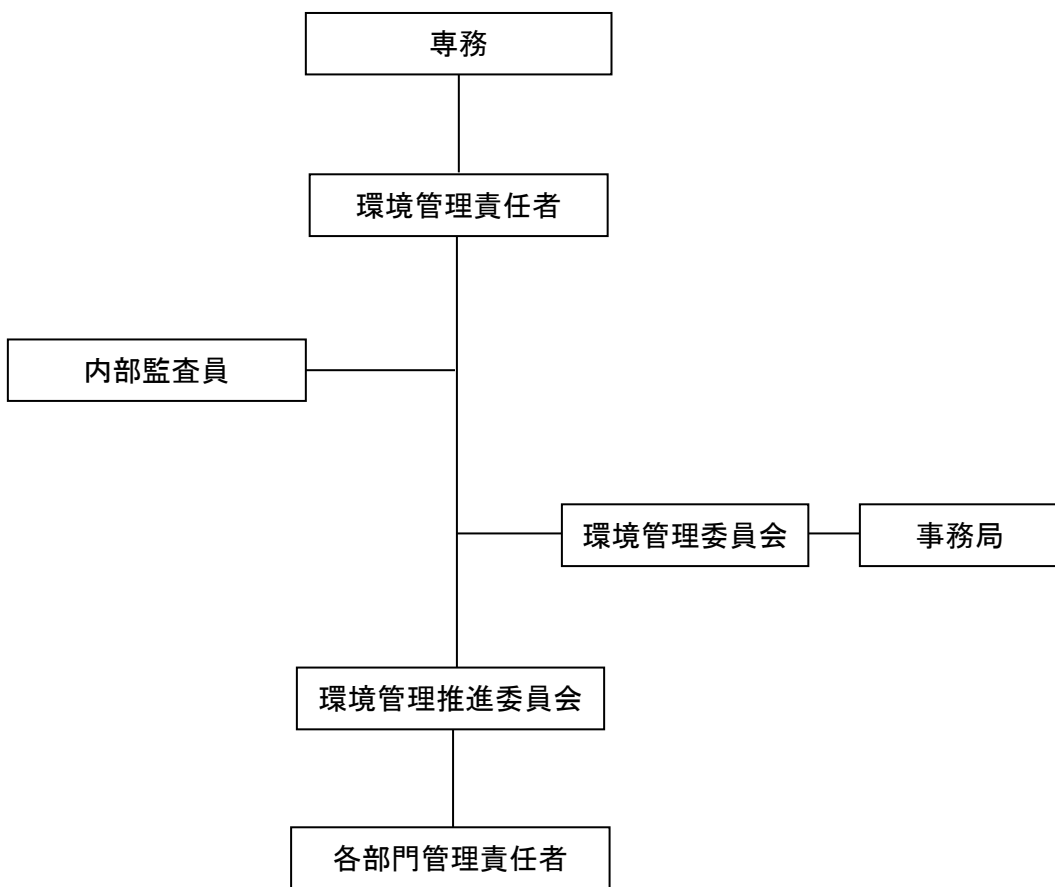 専務
環境管理責任者
内部監査員
環境管理委員会
事務局
環境管理推進委員会
各部門管理責任者